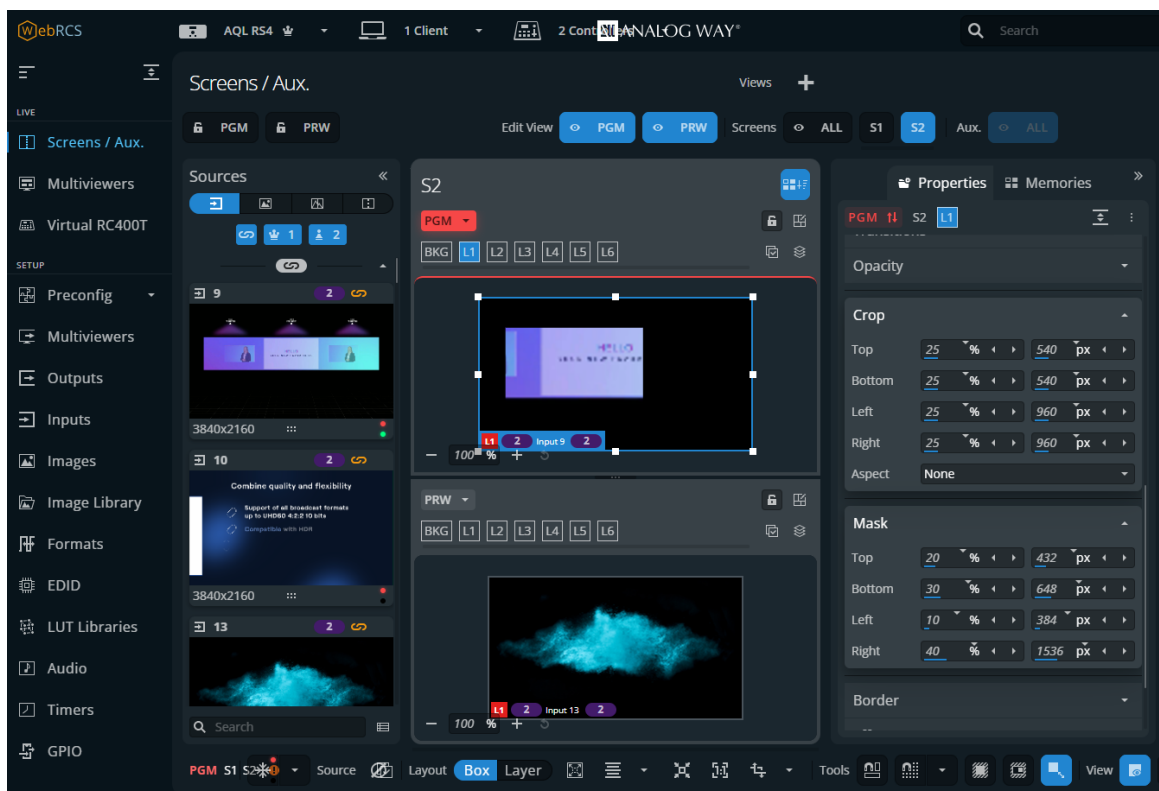 WebRCS
AQL RS4
1 Client
2 Cont
ANALOG WAY®
Search
Screens / Aux.
Views
LIVE
PGM
PRW
Edit View
PGM
PRW
Screens
ALL
S1
S2
Aux.
ALL
Screens / Aux.
Multiviewers
Virtual RC400T
SETUP
Preconfig
Multiviewers
Outputs
Inputs
Images
Image Library
Formats
EDID
LUT Libraries
Audio
Timers
GPIO
Sources
1
2
9
2
3840x2160
10
2
Combine quality and flexibility
Support of all broadcast formats
up to UHD60 4:2:2 10 bits
Compatible with HDR
3840x2160
13
2
Search
S2
PGM
BKG L1 L2 L3 L4 L5 L6
HELLO
L1 2 Input 9 2
100 %
PRW
BKG L1 L2 L3 L4 L5 L6
L1 2 Input 13 2
100 %
Properties
Memories
PGM S2 L1
Transitions
Opacity
Crop
Top 25 % 540 px
Bottom 25 % 540 px
Left 25 % 960 px
Right 25 % 960 px
Aspect None
Mask
Top 20 % 432 px
Bottom 30 % 648 px
Left 10 % 384 px
Right 40 % 1536 px
Border
PGM S1 S2
Source
Layout
Box
Layer
Tools
View